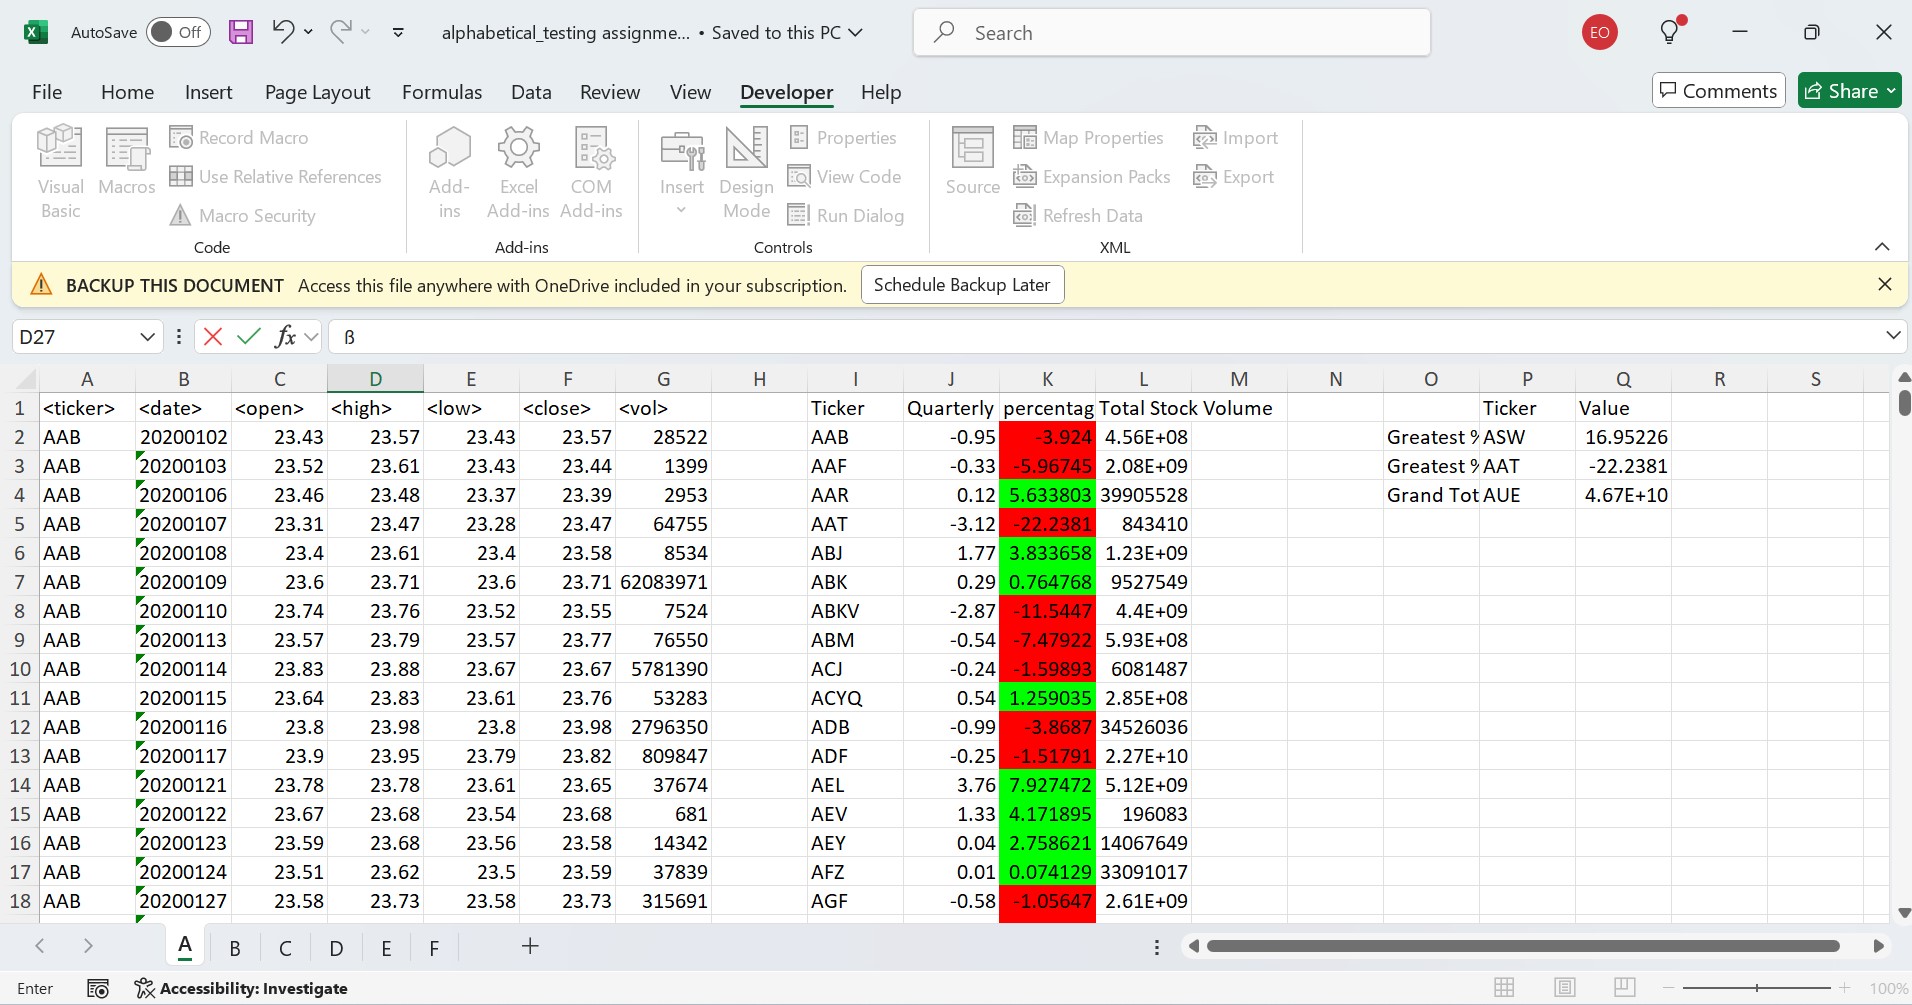 AutoSave Off alphabetical_testing assignme... • Saved to this PC Search EO
File Home Insert Page Layout Formulas Data Review View Developer Help Comments Share
Visual Basic
Macros
Record Macro
Use Relative References
Macro Security
Code
Add-ins
Excel Add-ins
COM Add-ins
Add-ins
Insert
Design Mode
Properties
View Code
Run Dialog
Controls
Source
Map Properties
Expansion Packs
Refresh Data
Import
Export
XML
BACKUP THIS DOCUMENT Access this file anywhere with OneDrive included in your subscription. Schedule Backup Later
D27 fx ß
A B C D E F G H I J K L M N O P Q R S
1 <ticker> <date> <open> <high> <low> <close> <vol> Ticker Quarterly percentag Total Stock Volume Ticker Value
2 AAB 20200102 23.43 23.57 23.43 23.57 28522 AAB -0.95 -3.924 4.56E+08 Greatest % ASW 16.95226
3 AAB 20200103 23.52 23.61 23.43 23.44 1399 AAF -0.33 -5.96745 2.08E+09 Greatest % AAT -22.2381
4 AAB 20200106 23.46 23.48 23.37 23.39 2953 AAR 0.12 5.633803 39905528 Grand Tot AUE 4.67E+10
5 AAB 20200107 23.31 23.47 23.28 23.47 64755 AAT -3.12 -22.2381 843410
6 AAB 20200108 23.4 23.61 23.4 23.58 8534 ABJ 1.77 3.833658 1.23E+09
7 AAB 20200109 23.6 23.71 23.6 23.71 62083971 ABK 0.29 0.764768 9527549
8 AAB 20200110 23.74 23.76 23.52 23.55 7524 ABKV -2.87 -11.5447 4.4E+09
9 AAB 20200113 23.57 23.79 23.57 23.77 76550 ABM -0.54 -7.47922 5.93E+08
10 AAB 20200114 23.83 23.88 23.67 23.67 5781390 ACJ -0.24 -1.59893 6081487
11 AAB 20200115 23.64 23.83 23.61 23.76 53283 ACYQ 0.54 1.259035 2.85E+08
12 AAB 20200116 23.8 23.98 23.8 23.98 2796350 ADB -0.99 -3.8687 34526036
13 AAB 20200117 23.9 23.95 23.79 23.82 809847 ADF -0.25 -1.51791 2.27E+10
14 AAB 20200121 23.78 23.78 23.61 23.65 37674 AEL 3.76 7.927472 5.12E+09
15 AAB 20200122 23.67 23.68 23.54 23.68 681 AEV 1.33 4.171895 196083
16 AAB 20200123 23.59 23.68 23.56 23.58 14342 AEY 0.04 2.758621 14067649
17 AAB 20200124 23.51 23.62 23.5 23.59 37839 AFZ 0.01 0.074129 33091017
18 AAB 20200127 23.58 23.73 23.58 23.73 315691 AGF -0.58 -1.05647 2.61E+09
A B C D E F
Enter Accessibility: Investigate 100%